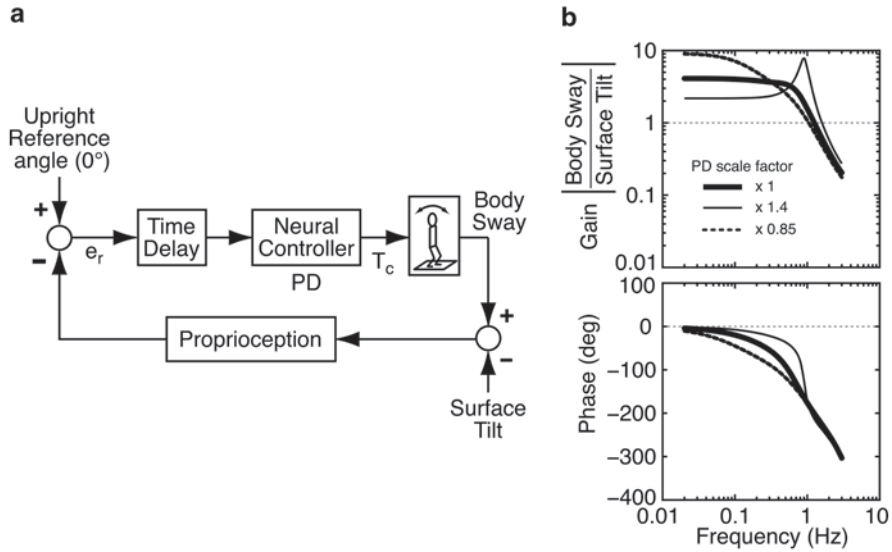 a
Upright
Reference
angle (0°)
+
−
e_r
Time
Delay
Neural
Controller
PD
T_c
Body
Sway
+
−
Proprioception
Surface
Tilt
b
Gain | Body Sway / Surface Tilt |
10
1
0.1
0.01
PD scale factor
x 1
x 1.4
x 0.85
Phase (deg)
100
0
−100
−200
−300
−400
0.01
0.1
1
10
Frequency (Hz)